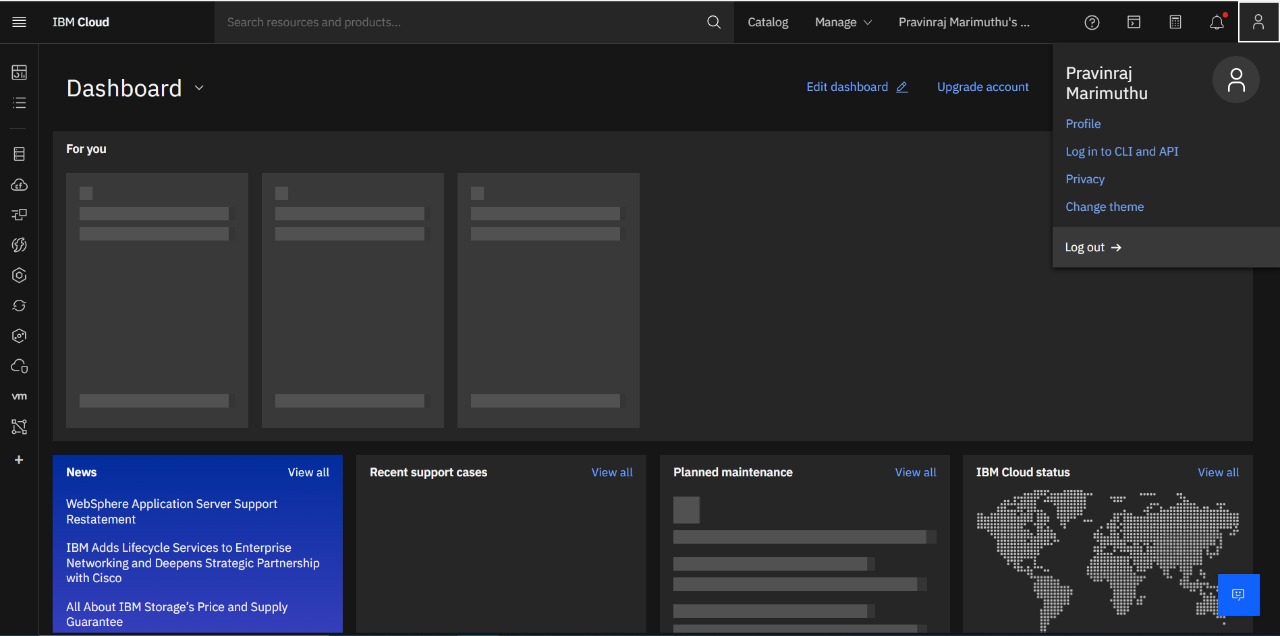 IBM Cloud
Search resources and products...
Catalog
Manage
Pravinraj Marimuthu's ...
Dashboard
Edit dashboard
Upgrade account
Pravinraj
Marimuthu
Profile
Log in to CLI and API
Privacy
Change theme
Log out →
For you
vm
News
View all
WebSphere Application Server Support
Restatement
IBM Adds Lifecycle Services to Enterprise
Networking and Deepens Strategic Partnership
with Cisco
All About IBM Storage's Price and Supply
Guarantee
Recent support cases
View all
Planned maintenance
View all
IBM Cloud status
View all